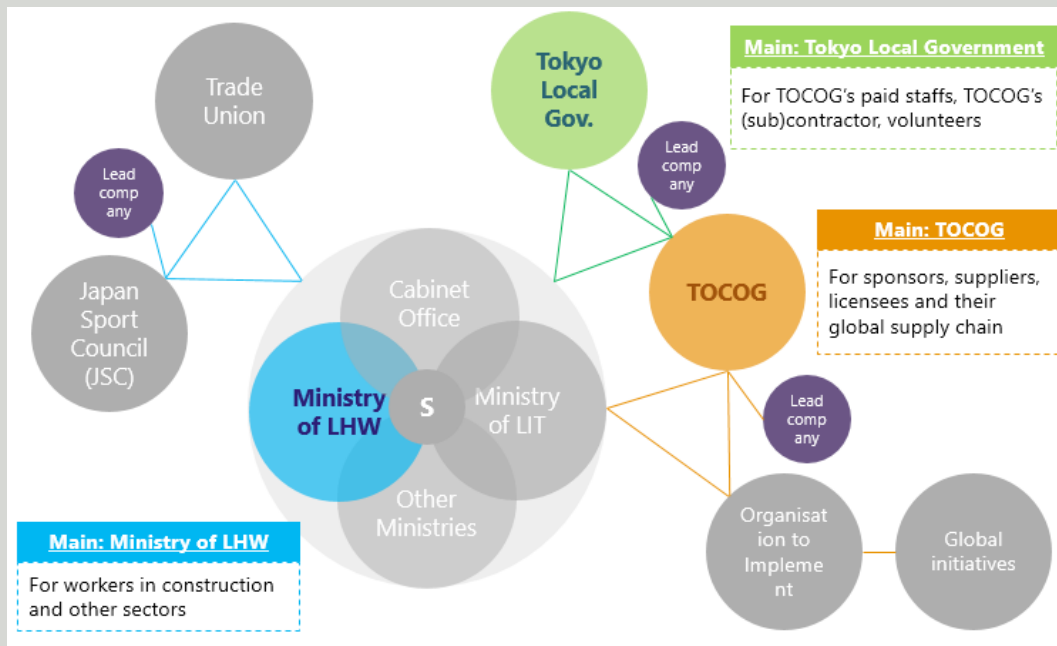 Trade
Union
Lead
comp
any
Japan
Sport
Council
(JSC)
Tokyo
Local
Gov.
Lead
comp
any
Main: Tokyo Local Government
For TOCOG’s paid staffs, TOCOG’s
(sub)contractor, volunteers
TOCOG
Main: TOCOG
For sponsors, suppliers,
licensees and their
global supply chain
Cabinet
Office
Ministry
of LHW
S
Ministry
of LIT
Other
Ministries
Lead
comp
any
Organisat
ion to
Impleme
nt
Global
initiatives
Main: Ministry of LHW
For workers in construction
and other sectors